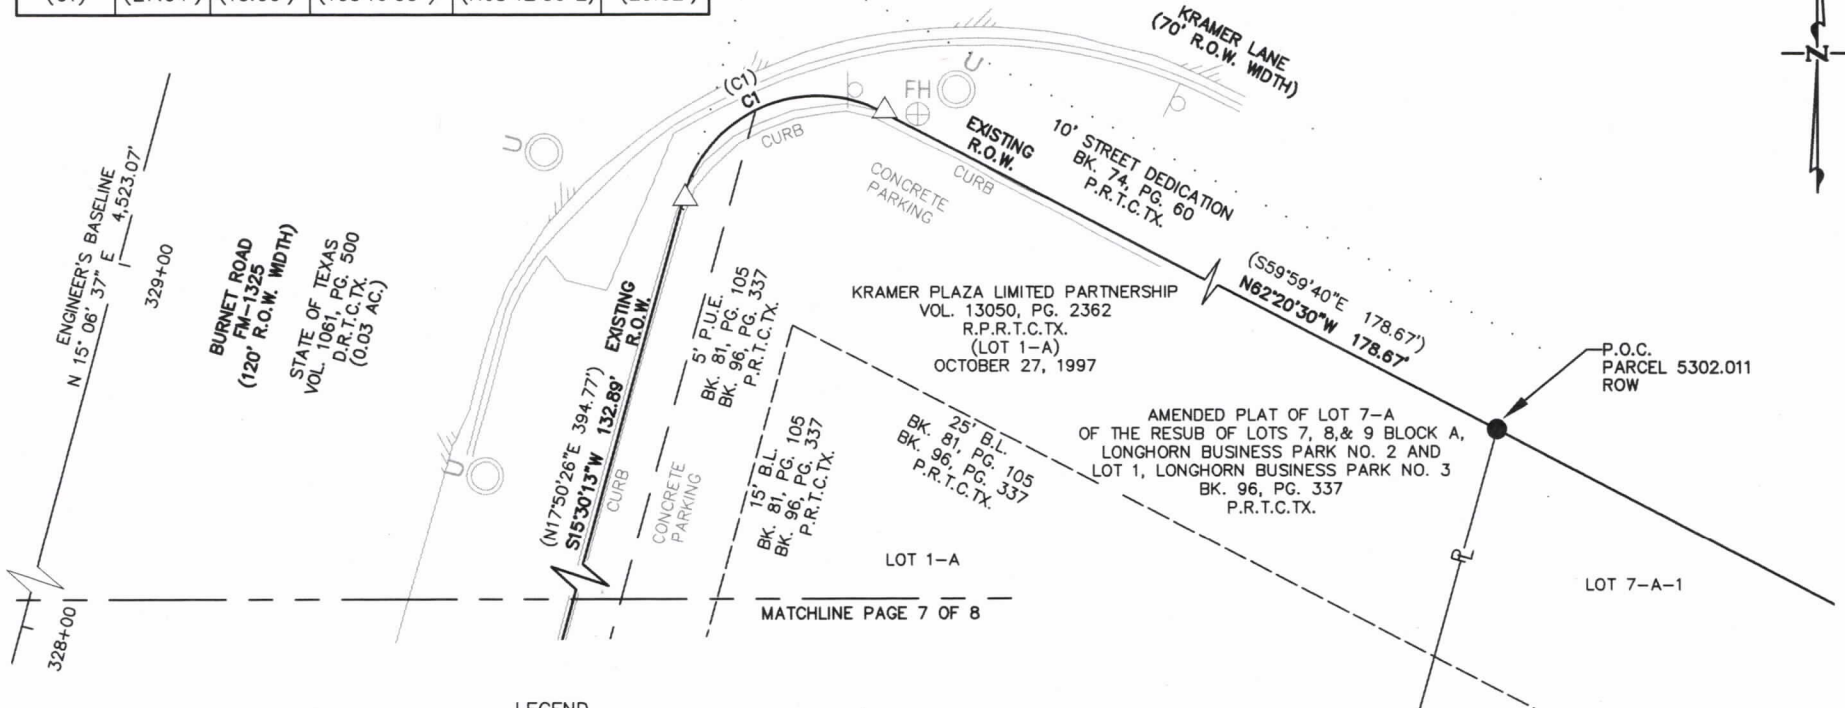 KRAMER LANE
(70' R.O.W. WIDTH)
N
(C1)
C1
FH
U
U
CURB
EXISTING
R.O.W.
10' STREET DEDICATION
BK. 74, PG. 60
P.R.T.C.TX.
CURB
CONCRETE
PARKING
ENGINEER'S BASELINE
N 15° 06' 37" E 4,523.07'
329+00
BURNET ROAD
FM-1325
(120' R.O.W. WIDTH)
STATE OF TEXAS
VOL. 1061, PG. 500
D.R.T.C.TX.
(0.03 AC.)
EXISTING
R.O.W.
5' P.U.E.
BK. 81, PG. 105
BK. 96, PG. 337
P.R.T.C.TX.
KRAMER PLAZA LIMITED PARTNERSHIP
VOL. 13050, PG. 2362
R.P.R.T.C.TX.
(LOT 1-A)
OCTOBER 27, 1997
(S59°59'40"E 178.67')
N62°20'30"W 178.67'
P.O.C.
PARCEL 5302.011
ROW
U
(N17°50'26"E 394.77')
S15°30'13"W 132.89'
CURB
CONCRETE
PARKING
15' B.L.
BK. 81, PG. 105
BK. 96, PG. 337
P.R.T.C.TX.
25' B.L.
BK. 81, PG. 105
BK. 96, PG. 337
P.R.T.C.TX.
AMENDED PLAT OF LOT 7-A
OF THE RESUB OF LOTS 7, 8,& 9 BLOCK A,
LONGHORN BUSINESS PARK NO. 2 AND
LOT 1, LONGHORN BUSINESS PARK NO. 3
BK. 96, PG. 337
P.R.T.C.TX.
LOT 1-A
PL
LOT 7-A-1
MATCHLINE PAGE 7 OF 8
328+00
LEGEND